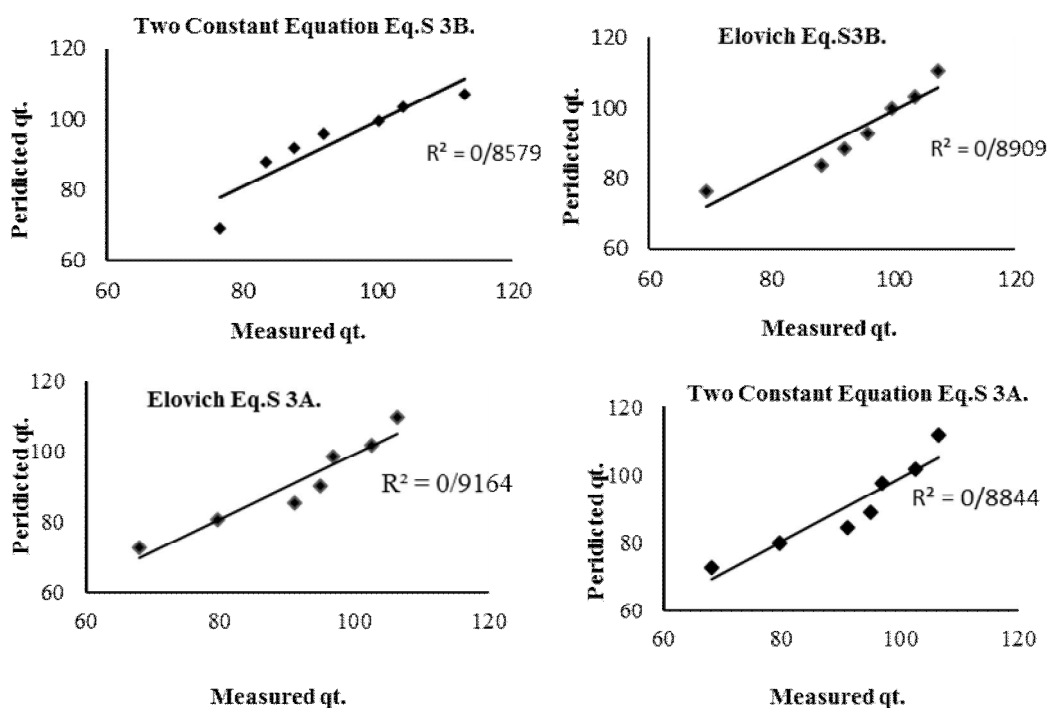 Two Constant Equation Eq.S 3B.
120
100
80
60
Peridicted qt.
R² = 0/8579
60 80 100 120
Measured qt.
Elovich Eq.S3B.
120
100
80
60
Peridicted qt.
R² = 0/8909
60 80 100 120
Measured qt.
Elovich Eq.S 3A.
120
100
80
60
Peridicted qt.
R² = 0/9164
60 80 100 120
Measured qt.
Two Constant Equation Eq.S 3A.
120
100
80
60
Peridicted qt.
R² = 0/8844
60 80 100 120
Measured qt.